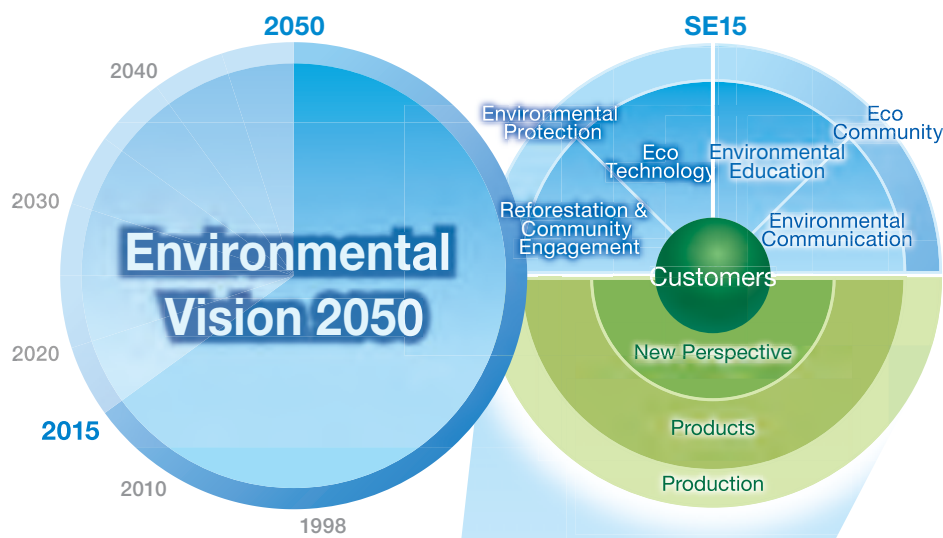 2050
2040
2030
2020
2015
2010
1998
Environmental
Vision 2050
SE15
Environmental
Protection
Eco
Technology
Environmental
Education
Eco
Community
Reforestation &
Community
Engagement
Environmental
Communication
Customers
New Perspective
Products
Production